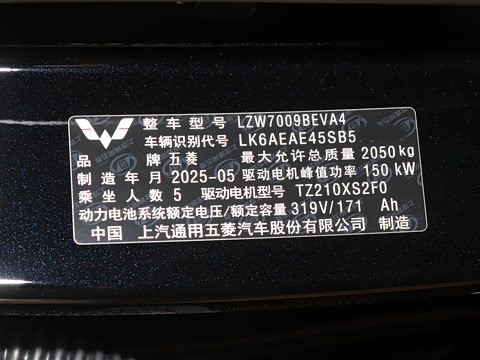 整车型号 LZW7009BEVA4
车辆识别代号 LK6AEAE45SB5
品牌 五菱 最大允许总质量 2050 kg
制造年月 2025-05 驱动电机峰值功率 150 kW
乘坐人数 5 驱动电机型号 TZ210XS2F0
动力电池系统额定电压/额定容量 319V/171 Ah
中国 上汽通用五菱汽车股份有限公司 制造